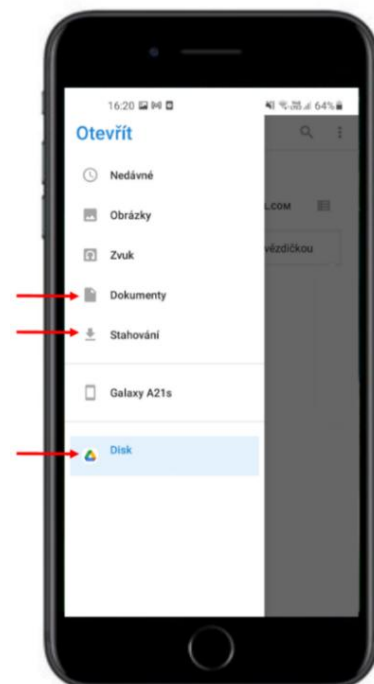 16:20 64%
Otevřít
Nedávné
Obrázky
L.COM
Zvuk
vězdičkou
Dokumenty
Stahování
Galaxy A21s
Disk